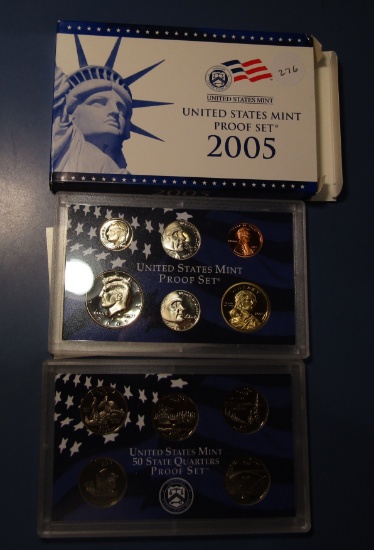 276
UNITED STATES MINT
UNITED STATES MINT
PROOF SET
2005
UNITED STATES MINT
PROOF SET
UNITED STATES MINT
50 STATE QUARTERS
PROOF SET